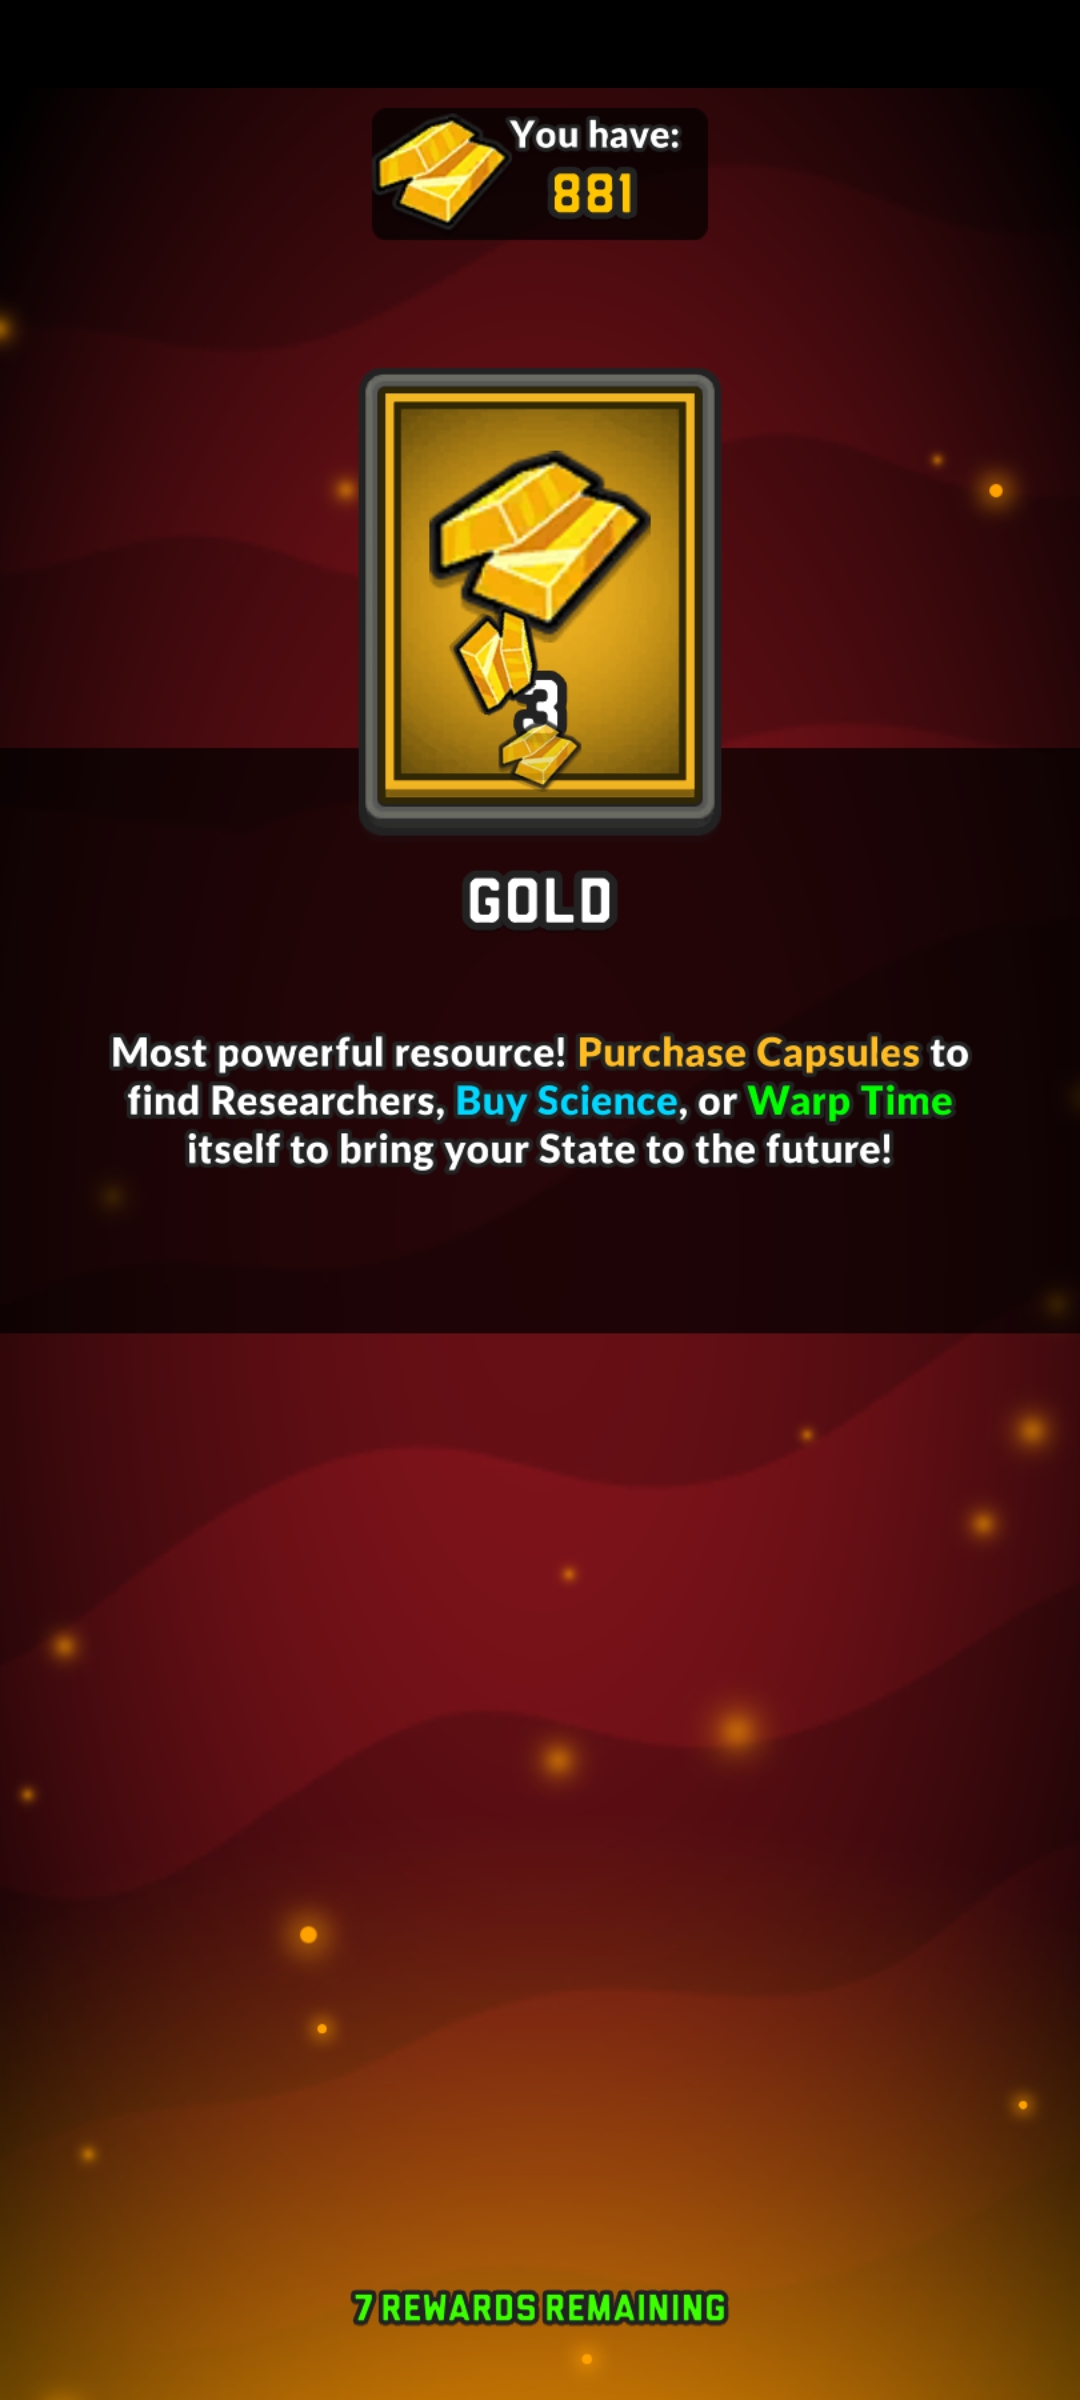 You have:
881
3
GOLD
Most powerful resource! Purchase Capsules to
find Researchers, Buy Science, or Warp Time
itself to bring your State to the future!
7 REWARDS REMAINING